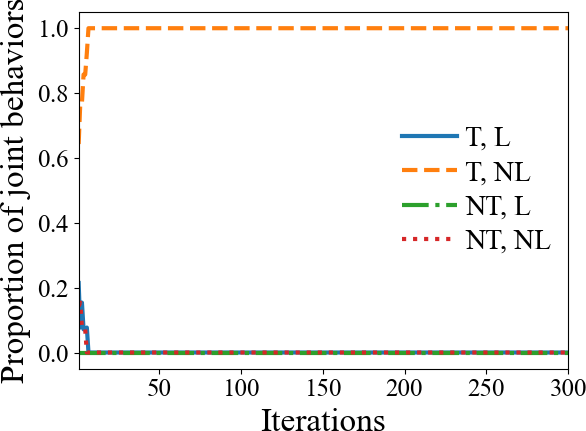 Proportion of joint behaviors
1.0
0.8
0.6
0.4
0.2
0.0
T, L
T, NL
NT, L
NT, NL
50 100 150 200 250 300
Iterations